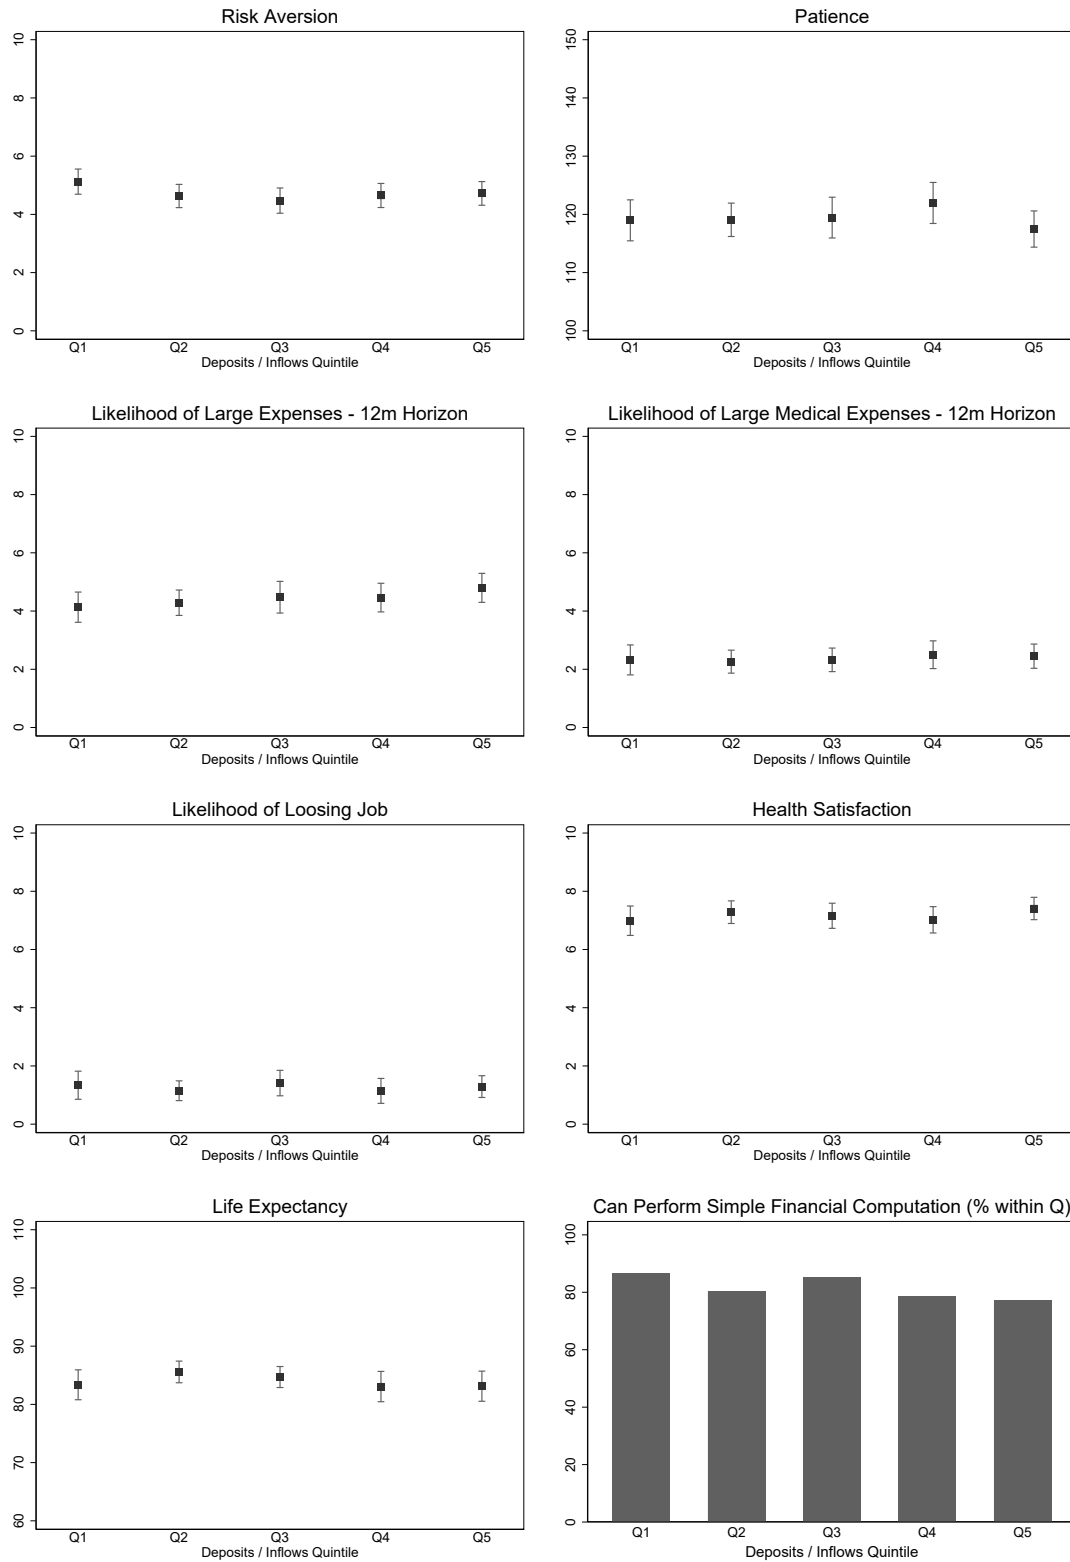 Risk Aversion
10
8
6
4
2
0
Q1 Q2 Q3 Q4 Q5
Deposits / Inflows Quintile
Patience
150
140
130
120
110
100
Q1 Q2 Q3 Q4 Q5
Deposits / Inflows Quintile
Likelihood of Large Expenses - 12m Horizon
10
8
6
4
2
0
Q1 Q2 Q3 Q4 Q5
Deposits / Inflows Quintile
Likelihood of Large Medical Expenses - 12m Horizon
10
8
6
4
2
0
Q1 Q2 Q3 Q4 Q5
Deposits / Inflows Quintile
Likelihood of Loosing Job
10
8
6
4
2
0
Q1 Q2 Q3 Q4 Q5
Deposits / Inflows Quintile
Health Satisfaction
10
8
6
4
2
0
Q1 Q2 Q3 Q4 Q5
Deposits / Inflows Quintile
Life Expectancy
110
100
90
80
70
60
Q1 Q2 Q3 Q4 Q5
Deposits / Inflows Quintile
Can Perform Simple Financial Computation (% within Q)
100
80
60
40
20
0
Q1 Q2 Q3 Q4 Q5
Deposits / Inflows Quintile